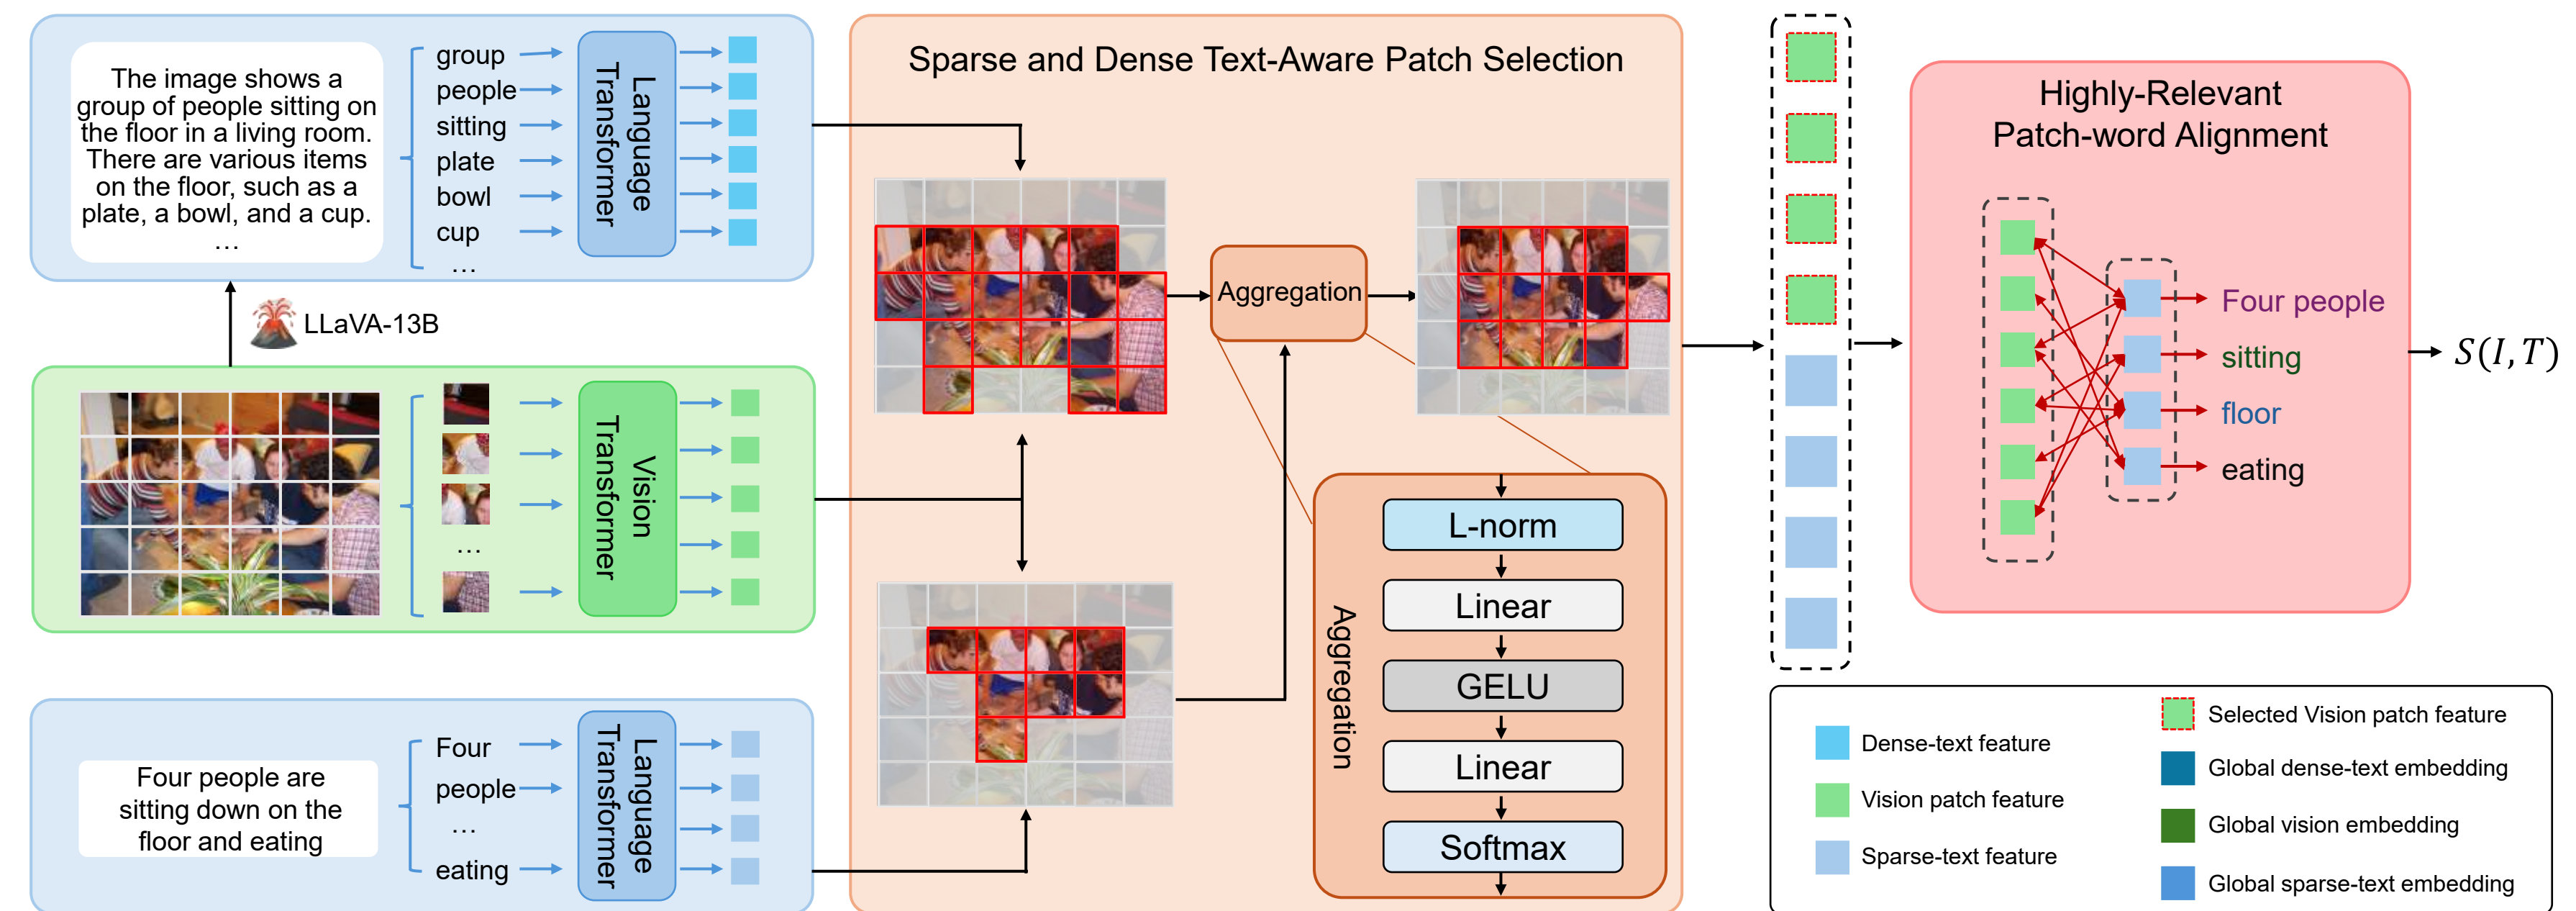 The image shows a
group of people sitting on
the floor in a living room.
There are various items
on the floor, such as a
plate, a bowl, and a cup.
...
group
people
sitting
plate
bowl
cup
...
Language
Transformer
LLaVA-13B
...
Vision
Transformer
Four people are
sitting down on the
floor and eating
Four
people
...
eating
Language
Transformer
Sparse and Dense Text-Aware Patch Selection
Aggregation
Aggregation
L-norm
Linear
GELU
Linear
Softmax
Highly-Relevant
Patch-word Alignment
Four people
sitting
floor
eating
S(I,T)
Dense-text feature
Vision patch feature
Sparse-text feature
Selected Vision patch feature
Global dense-text embedding
Global vision embedding
Global sparse-text embedding